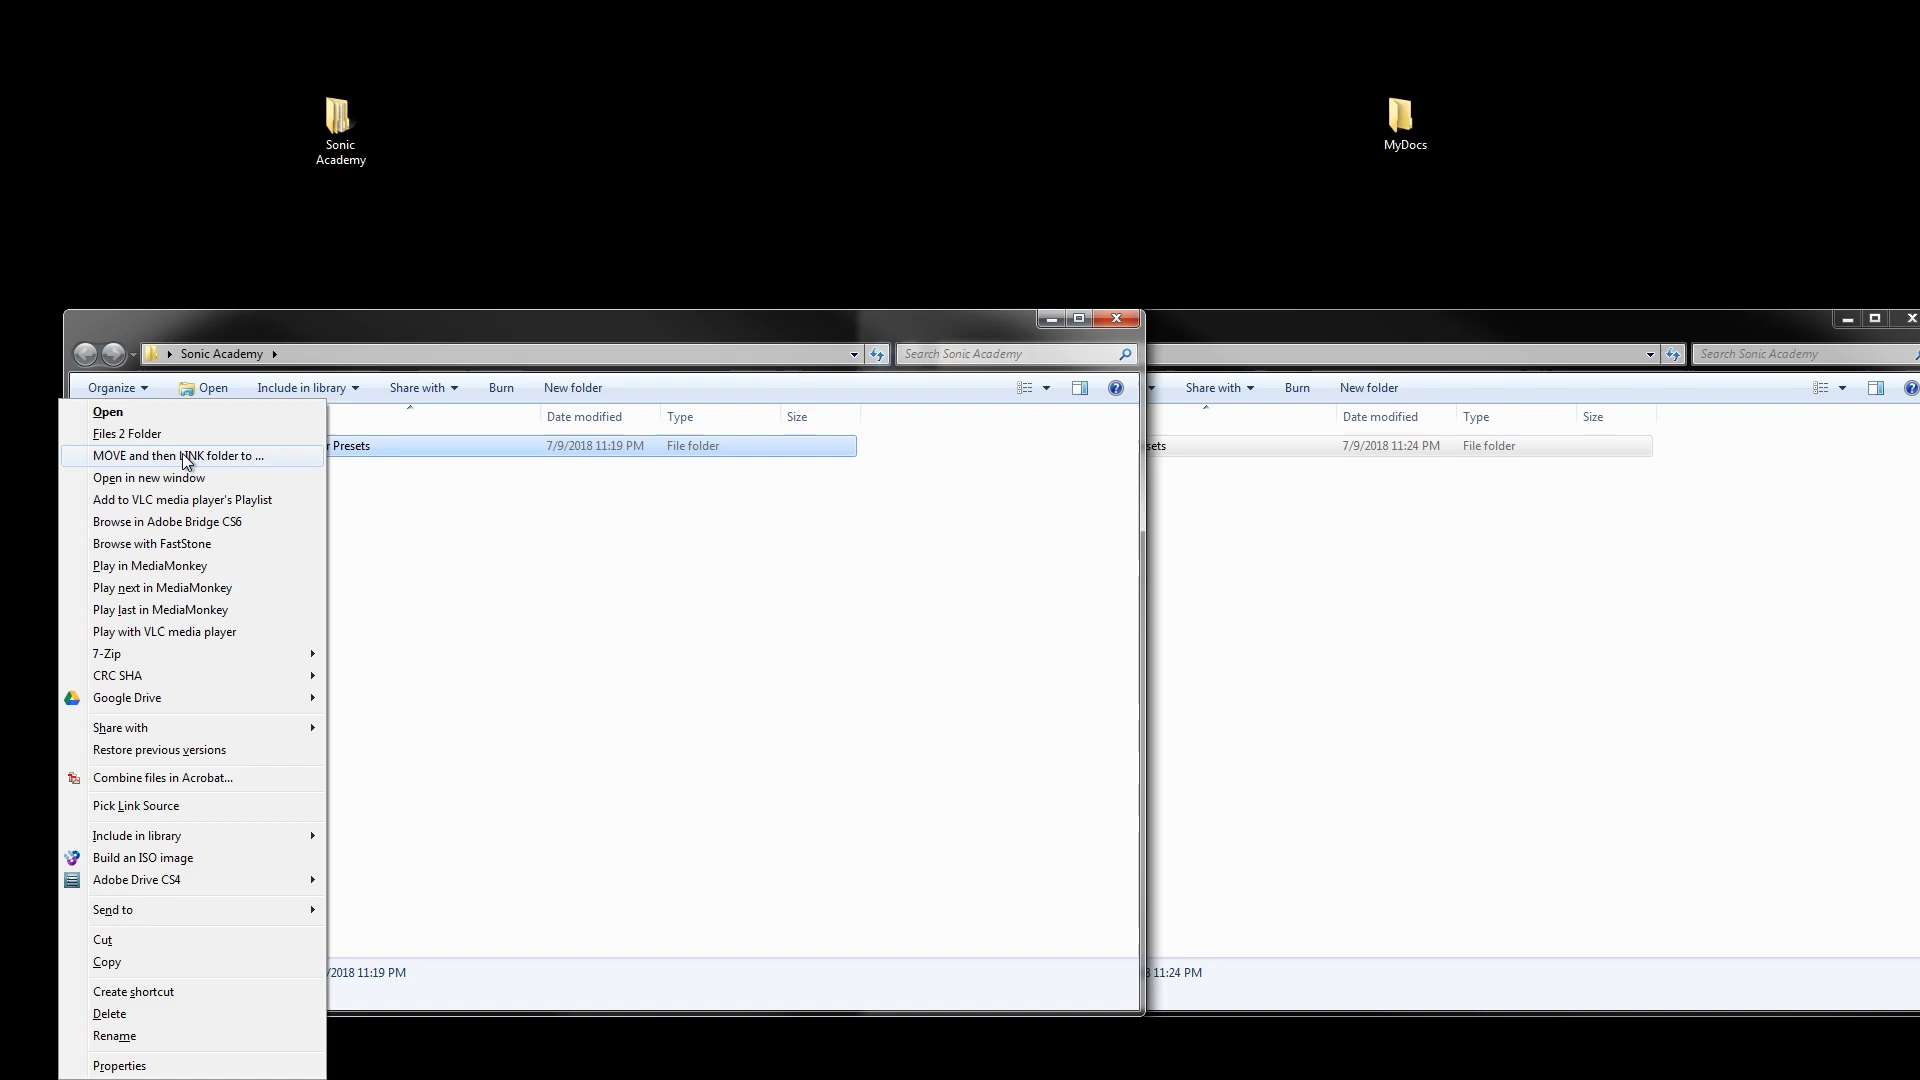 Sonic
Academy
MyDocs
Sonic Academy
Search Sonic Academy
Search Sonic Academy
Organize
Open
Include in library
Share with
Burn
New folder
Share with
Burn
New folder
Date modified
Type
Size
Date modified
Type
Size
r Presets
7/9/2018 11:19 PM
File folder
sets
7/9/2018 11:24 PM
File folder
Open
Files 2 Folder
MOVE and then LINK folder to ...
Open in new window
Add to VLC media player's Playlist
Browse in Adobe Bridge CS6
Browse with FastStone
Play in MediaMonkey
Play next in MediaMonkey
Play last in MediaMonkey
Play with VLC media player
7-Zip
CRC SHA
Google Drive
Share with
Restore previous versions
Combine files in Acrobat...
Pick Link Source
Include in library
Build an ISO image
Adobe Drive CS4
Send to
Cut
Copy
Create shortcut
Delete
Rename
Properties
/2018 11:19 PM
8 11:24 PM